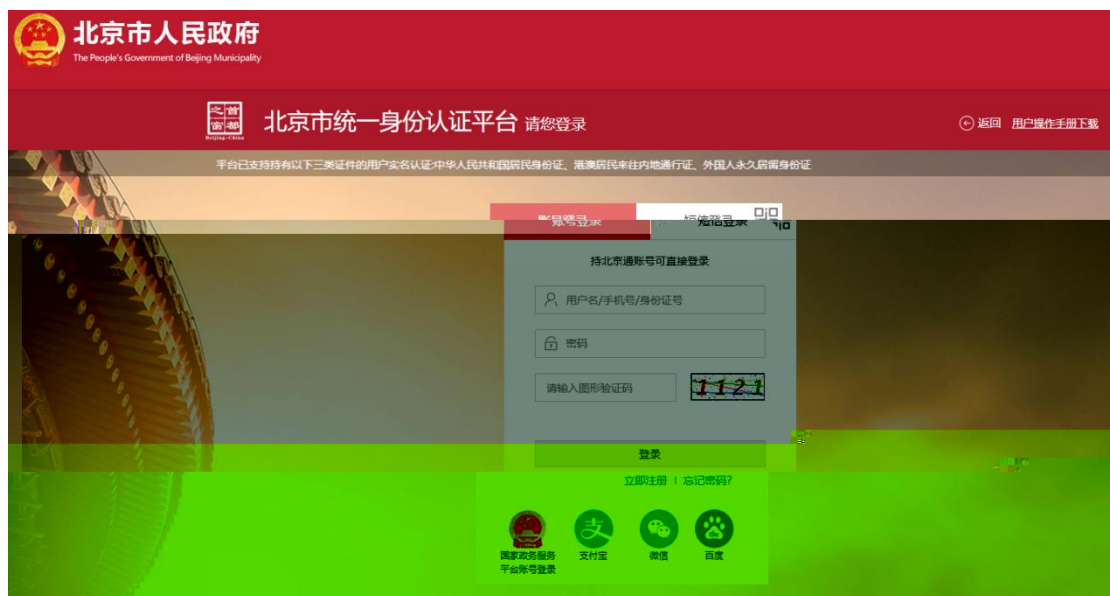 北京市人民政府
The People's Government of Beijing Municipality
首都之窗
Beijing-China
北京市统一身份认证平台 请您登录
返回 用户操作手册下载
平台已支持持有以下三类证件的用户实名认证:中华人民共和国居民身份证、港澳居民来往内地通行证、外国人永久居留身份证
持北京通账号可直接登录
用户名/手机号/身份证号
密码
请输入图形验证码 1121
登录
立即注册 | 忘记密码?
国家政务服务 支付宝 微信 百度
平台账号登录